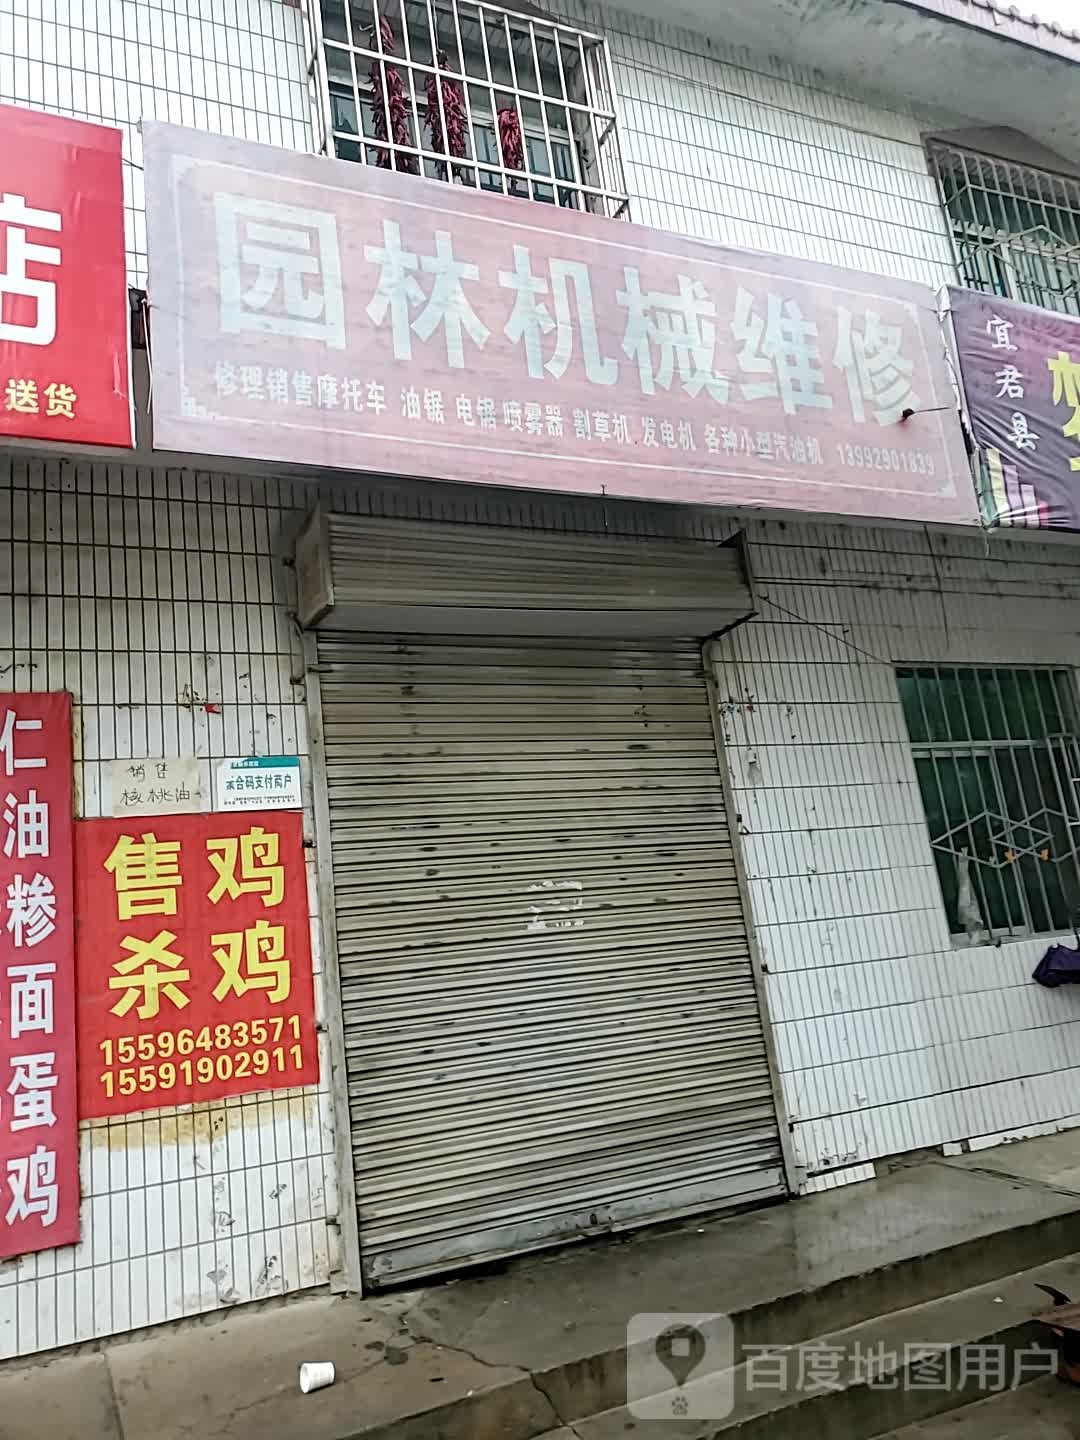 店
送货
园林机械维修
修理销售摩托车 油锯 电锯 喷雾器 割草机 发电机 各种小型汽油机 13992901839
宜君县
销售
核桃油
聚合码支付商户
售鸡
杀鸡
15596483571
15591902911
仁油糁面蛋鸡
百度地图用户